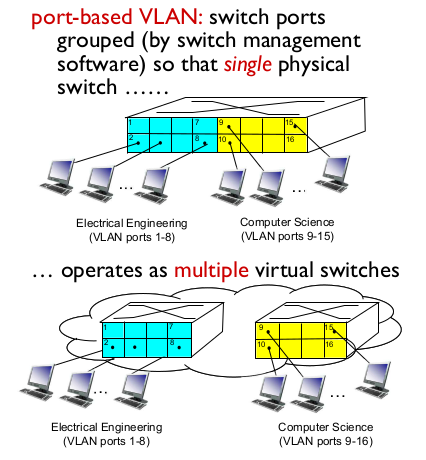 port-based VLAN: switch ports
grouped (by switch management
software) so that single physical
switch ……
1 7 9 15
2 8 10 16
… …
Electrical Engineering
(VLAN ports 1-8)
Computer Science
(VLAN ports 9-15)
… operates as multiple virtual switches
1 7 9 15
2 8 10 16
… …
Electrical Engineering
(VLAN ports 1-8)
Computer Science
(VLAN ports 9-16)